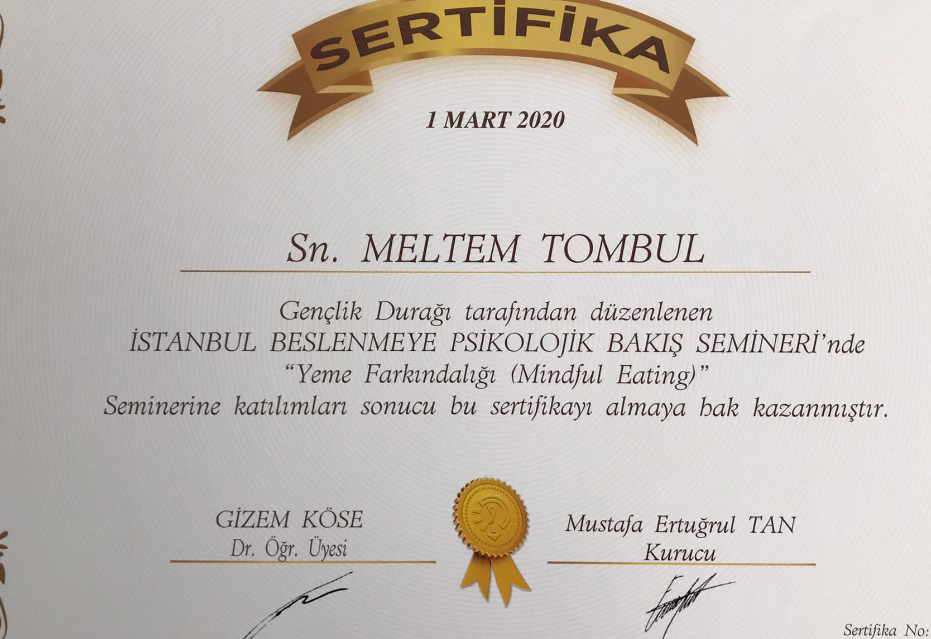 SERTİFİKA
1 MART 2020
Sn. MELTEM TOMBUL
Gençlik Durağı tarafından düzenlenen
İSTANBUL BESLENMEYE PSİKOLOJİK BAKIŞ SEMİNERİ’nde
“Yeme Farkındalığı (Mindful Eating)”
Seminerine katılımları sonucu bu sertifikayı almaya hak kazanmıştır.
GİZEM KÖSE
Dr. Öğr. Üyesi
Mustafa Ertuğrul TAN
Kurucu
Sertifika No: